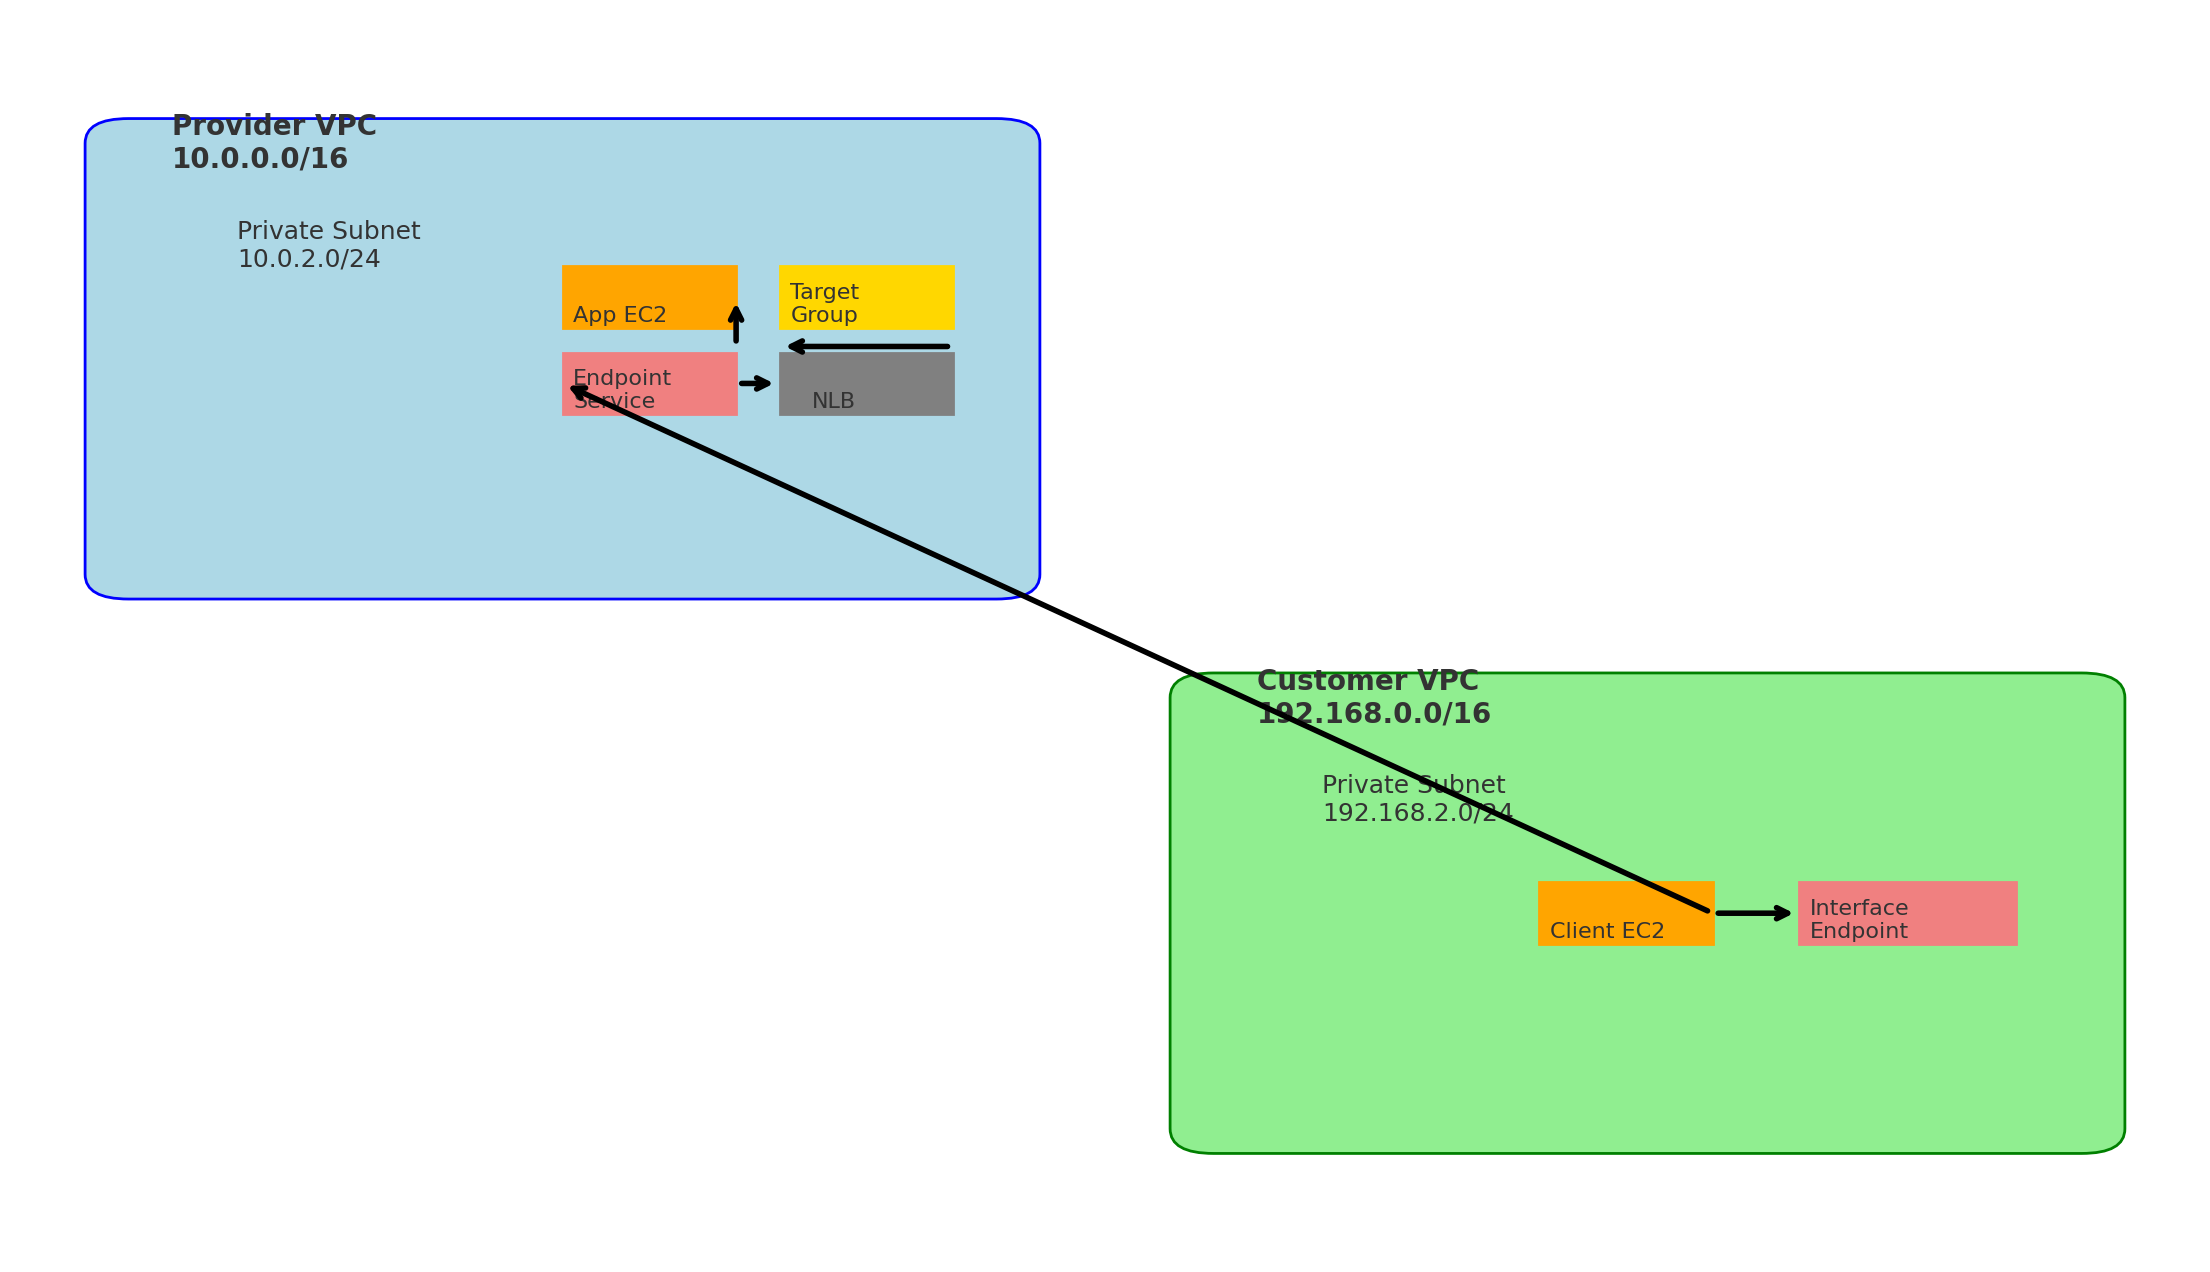 Provider VPC
10.0.0.0/16
Private Subnet
10.0.2.0/24
App EC2
Target
Group
Endpoint
Service
NLB
Customer VPC
192.168.0.0/16
Private Subnet
192.168.2.0/24
Client EC2
Interface
Endpoint